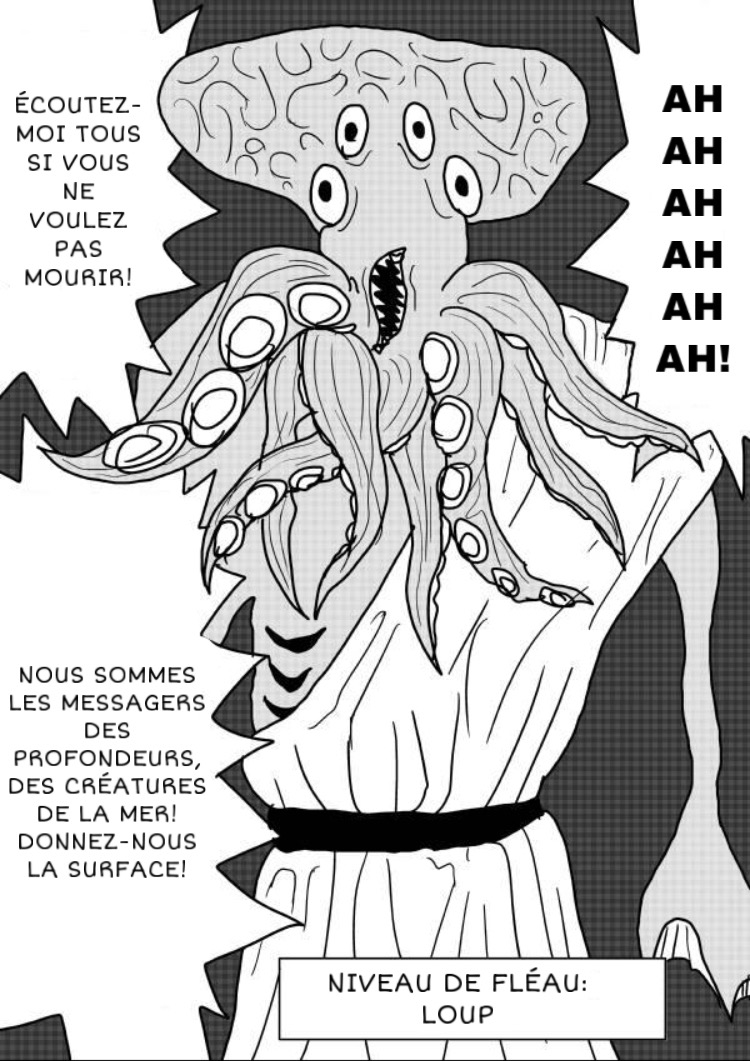 ÉCOUTEZ-
MOI TOUS
SI VOUS
NE
VOULEZ
PAS
MOURIR!
AH
AH
AH
AH
AH
AH!
NOUS SOMMES
LES MESSAGERS
DES
PROFONDEURS,
DES CRÉATURES
DE LA MER!
DONNEZ-NOUS
LA SURFACE!
NIVEAU DE FLÉAU:
LOUP